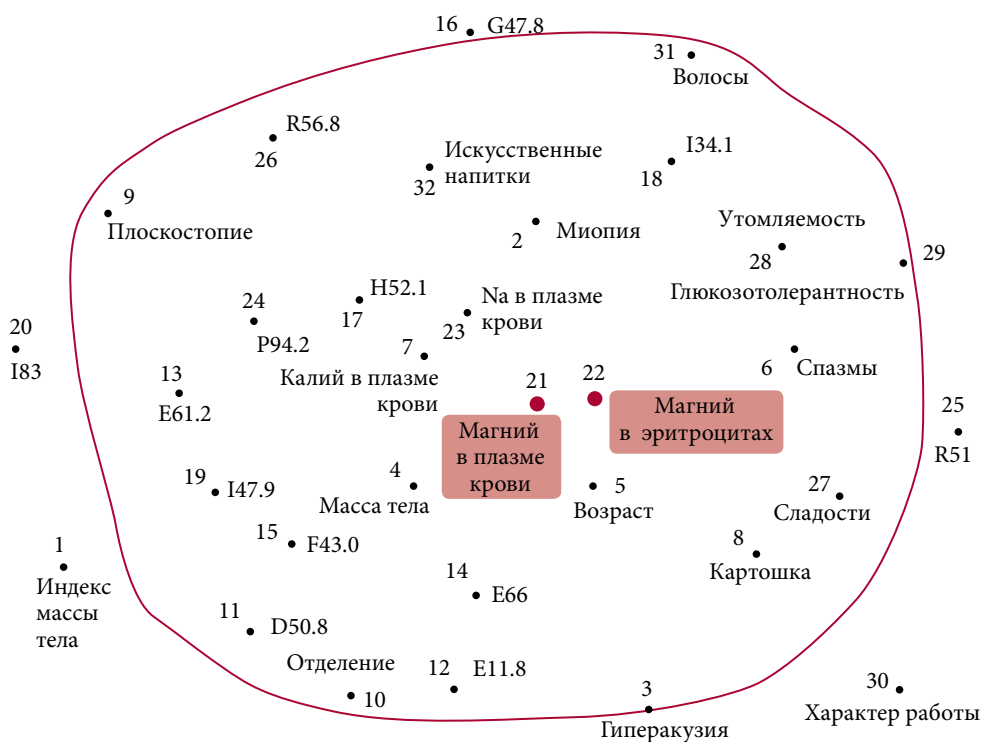 16 G47.8
31
Волосы
R56.8
26
Искусственные
напитки
32
I34.1
18
9
Плоскостопие
2 Миопия
Утомляемость
28
29
Глюкозотолерантность
H52.1
17
Na в плазме
крови
23
24
P94.2
20
I83
7
Калий в плазме
крови
13
E61.2
21
22
6 Спазмы
Магний
в плазме
крови
Магний
в эритроцитах
25
R51
19 I47.9
4
Масса тела
5
Возраст
27
Сладости
15 F43.0
8
Картошка
1
Индекс
массы
тела
14 E66
11 D50.8
Отделение
10
12 E11.8
3
Гиперакузия
30
Характер работы